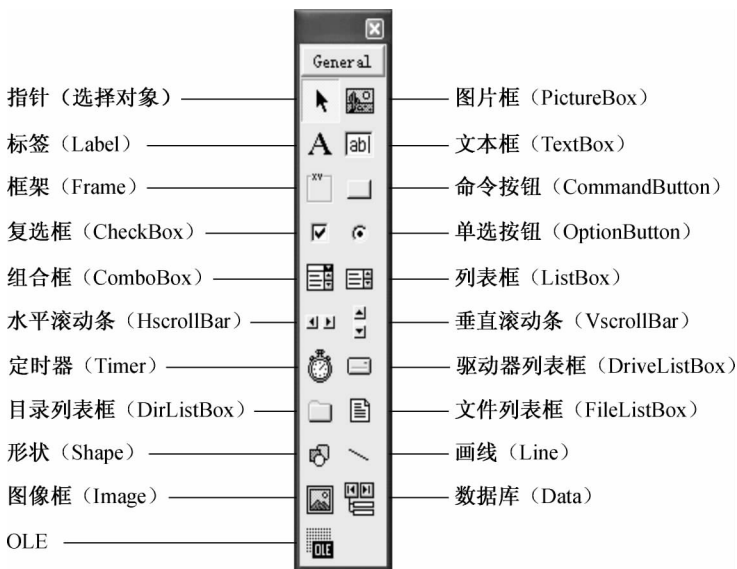 General
指针（选择对象） 图片框（PictureBox）
标签（Label） A ab 文本框（TextBox）
框架（Frame） XY 命令按钮（CommandButton）
复选框（CheckBox） 单选按钮（OptionButton）
组合框（ComboBox） 列表框（ListBox）
水平滚动条（HscrollBar） 垂直滚动条（VscrollBar）
定时器（Timer） 驱动器列表框（DriveListBox）
目录列表框（DirListBox） 文件列表框（FileListBox）
形状（Shape） 画线（Line）
图像框（Image） 数据库（Data）
OLE OLE